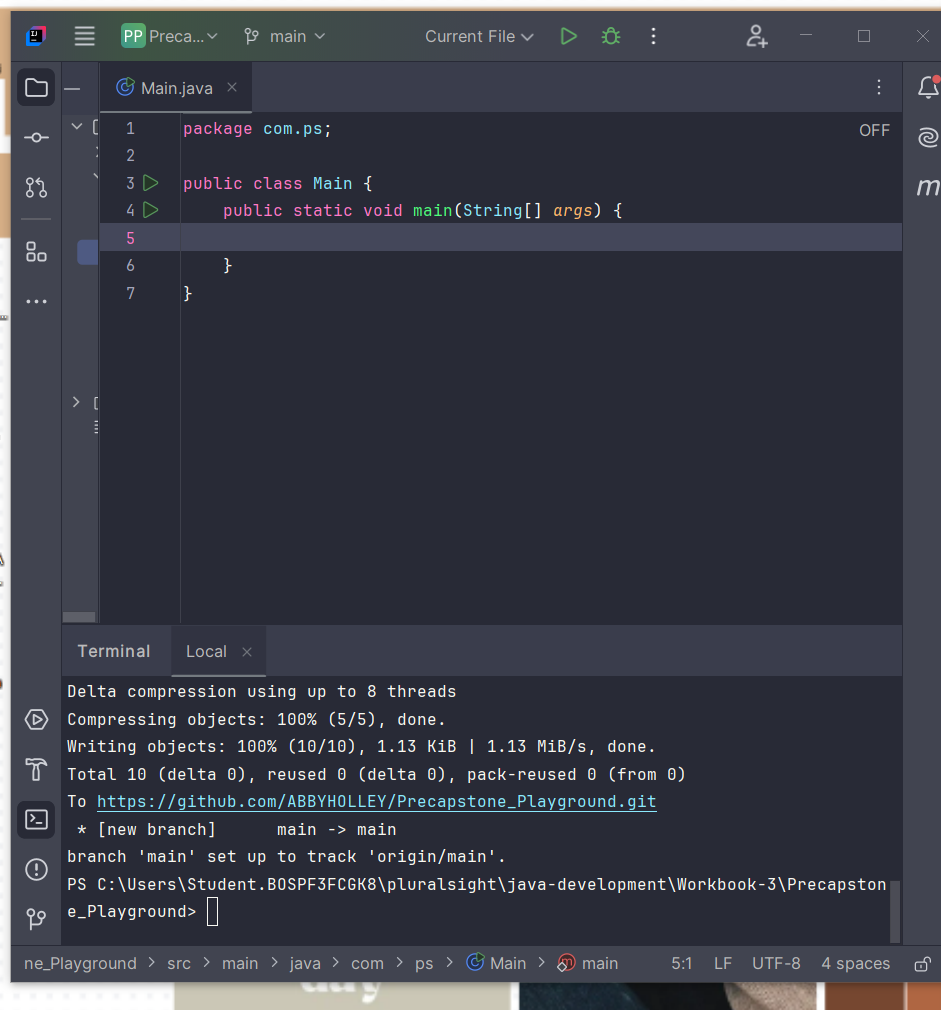 PP Preca... main Current File
Main.java
OFF
1 package com.ps;
2
3 public class Main {
4 public static void main(String[] args) {
5
6 }
7 }
Terminal Local
Delta compression using up to 8 threads
Compressing objects: 100% (5/5), done.
Writing objects: 100% (10/10), 1.13 KiB | 1.13 MiB/s, done.
Total 10 (delta 0), reused 0 (delta 0), pack-reused 0 (from 0)
To https://github.com/ABBYHOLLEY/Precapstone_Playground.git
* [new branch] main -> main
branch 'main' set up to track 'origin/main'.
PS C:\Users\Student.BOSPF3FCGK8\pluralsight\java-development\Workbook-3\Precapston
e_Playground>
ne_Playground > src > main > java > com > ps > Main > main 5:1 LF UTF-8 4 spaces